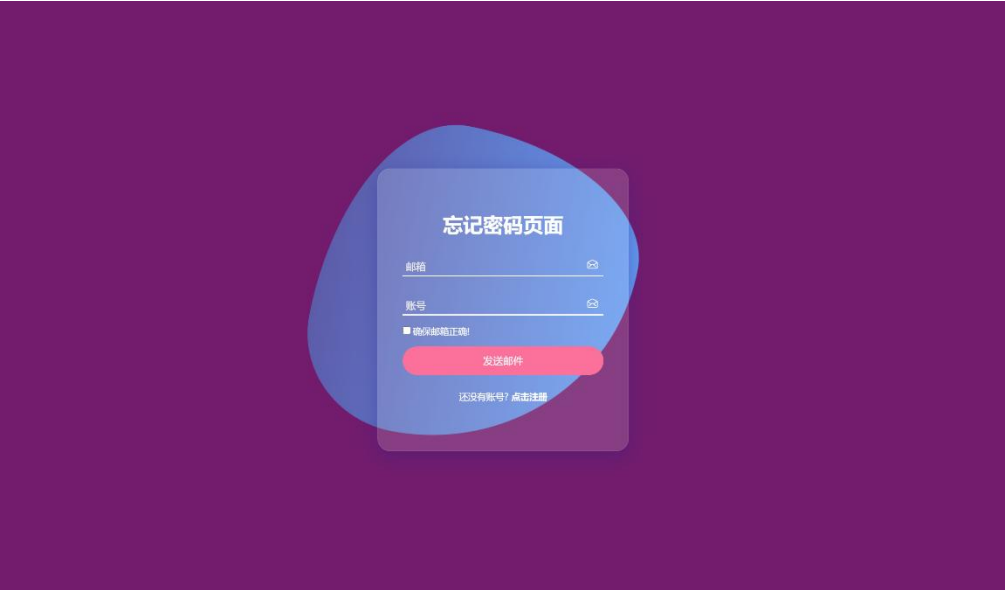 忘记密码页面
邮箱
账号
确保邮箱正确!
发送邮件
还没有账号? 点击注册